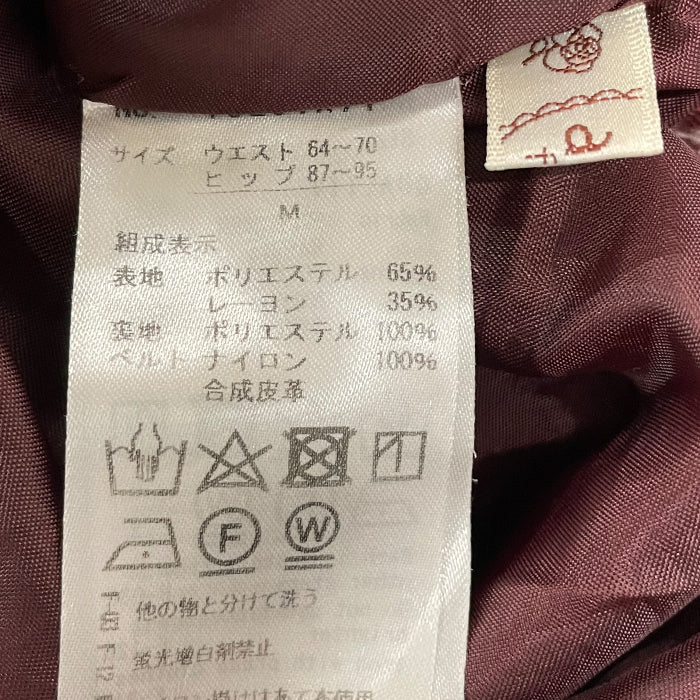 サイズ ウエスト 64～70
ヒップ 87～95
M
組成表示
表地 ポリエステル 65%
レーヨン 35%
裏地 ポリエステル 100%
ベルト ナイロン 100%
合成皮革
F
W
他の物と分けて洗う
蛍光増白剤禁止